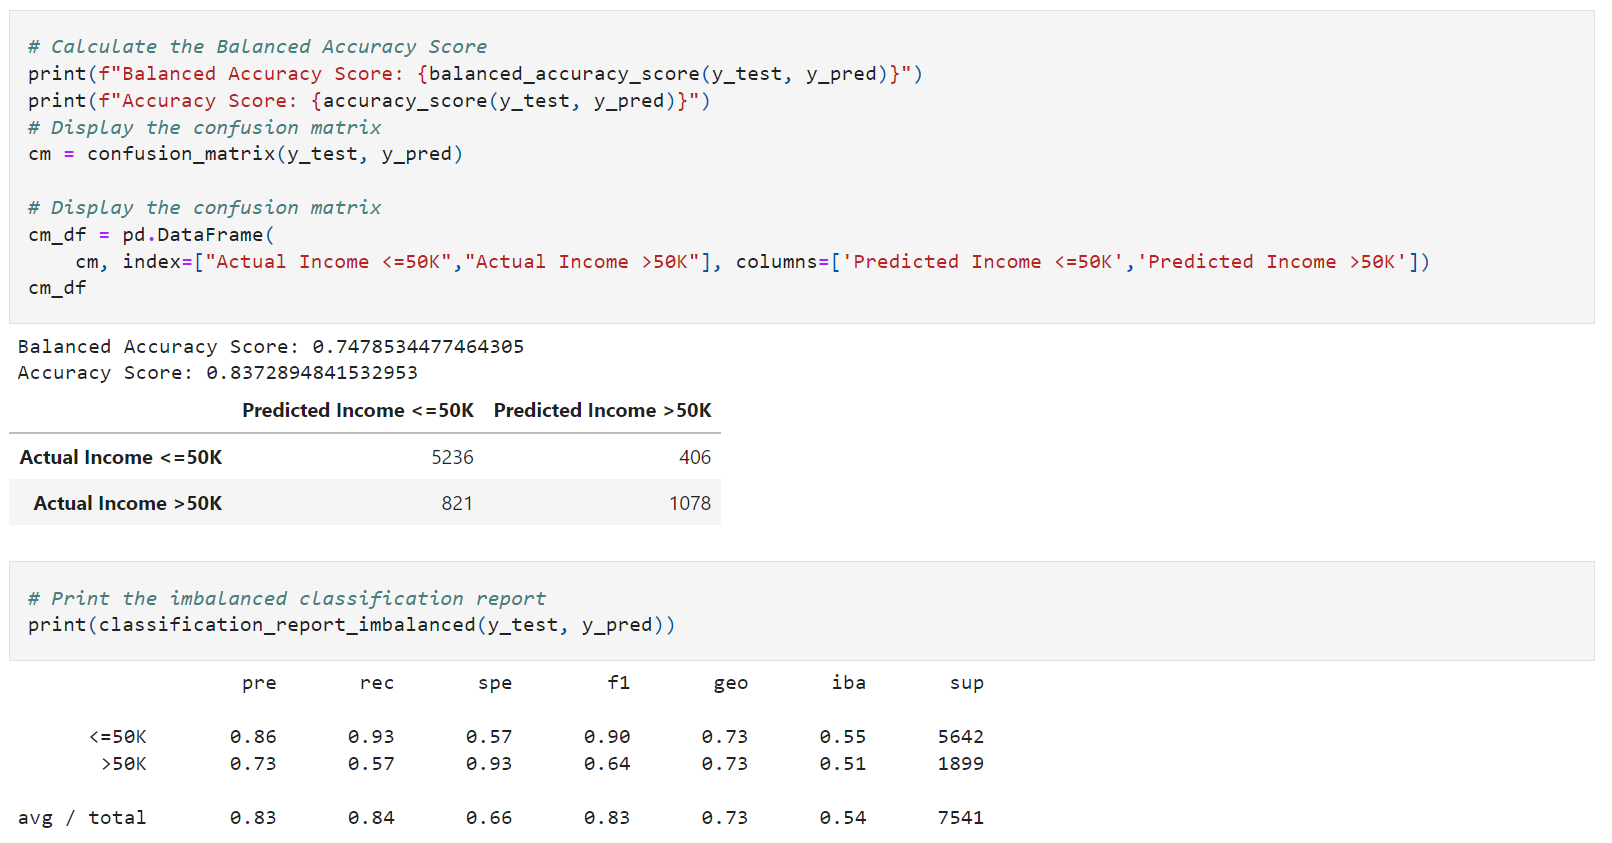 # Calculate the Balanced Accuracy Score
print(f"Balanced Accuracy Score: {balanced_accuracy_score(y_test, y_pred)}")
print(f"Accuracy Score: {accuracy_score(y_test, y_pred)}")
# Display the confusion matrix
cm = confusion_matrix(y_test, y_pred)
# Display the confusion matrix
cm_df = pd.DataFrame(
    cm, index=["Actual Income <=50K","Actual Income >50K"], columns=['Predicted Income <=50K','Predicted Income >50K'])
cm_df
Balanced Accuracy Score: 0.7478534477464305
Accuracy Score: 0.8372894841532953
Predicted Income <=50K Predicted Income >50K
Actual Income <=50K 5236 406
Actual Income >50K 821 1078
# Print the imbalanced classification report
print(classification_report_imbalanced(y_test, y_pred))
pre rec spe f1 geo iba sup
<=50K 0.86 0.93 0.57 0.90 0.73 0.55 5642
>50K 0.73 0.57 0.93 0.64 0.73 0.51 1899
avg / total 0.83 0.84 0.66 0.83 0.73 0.54 7541